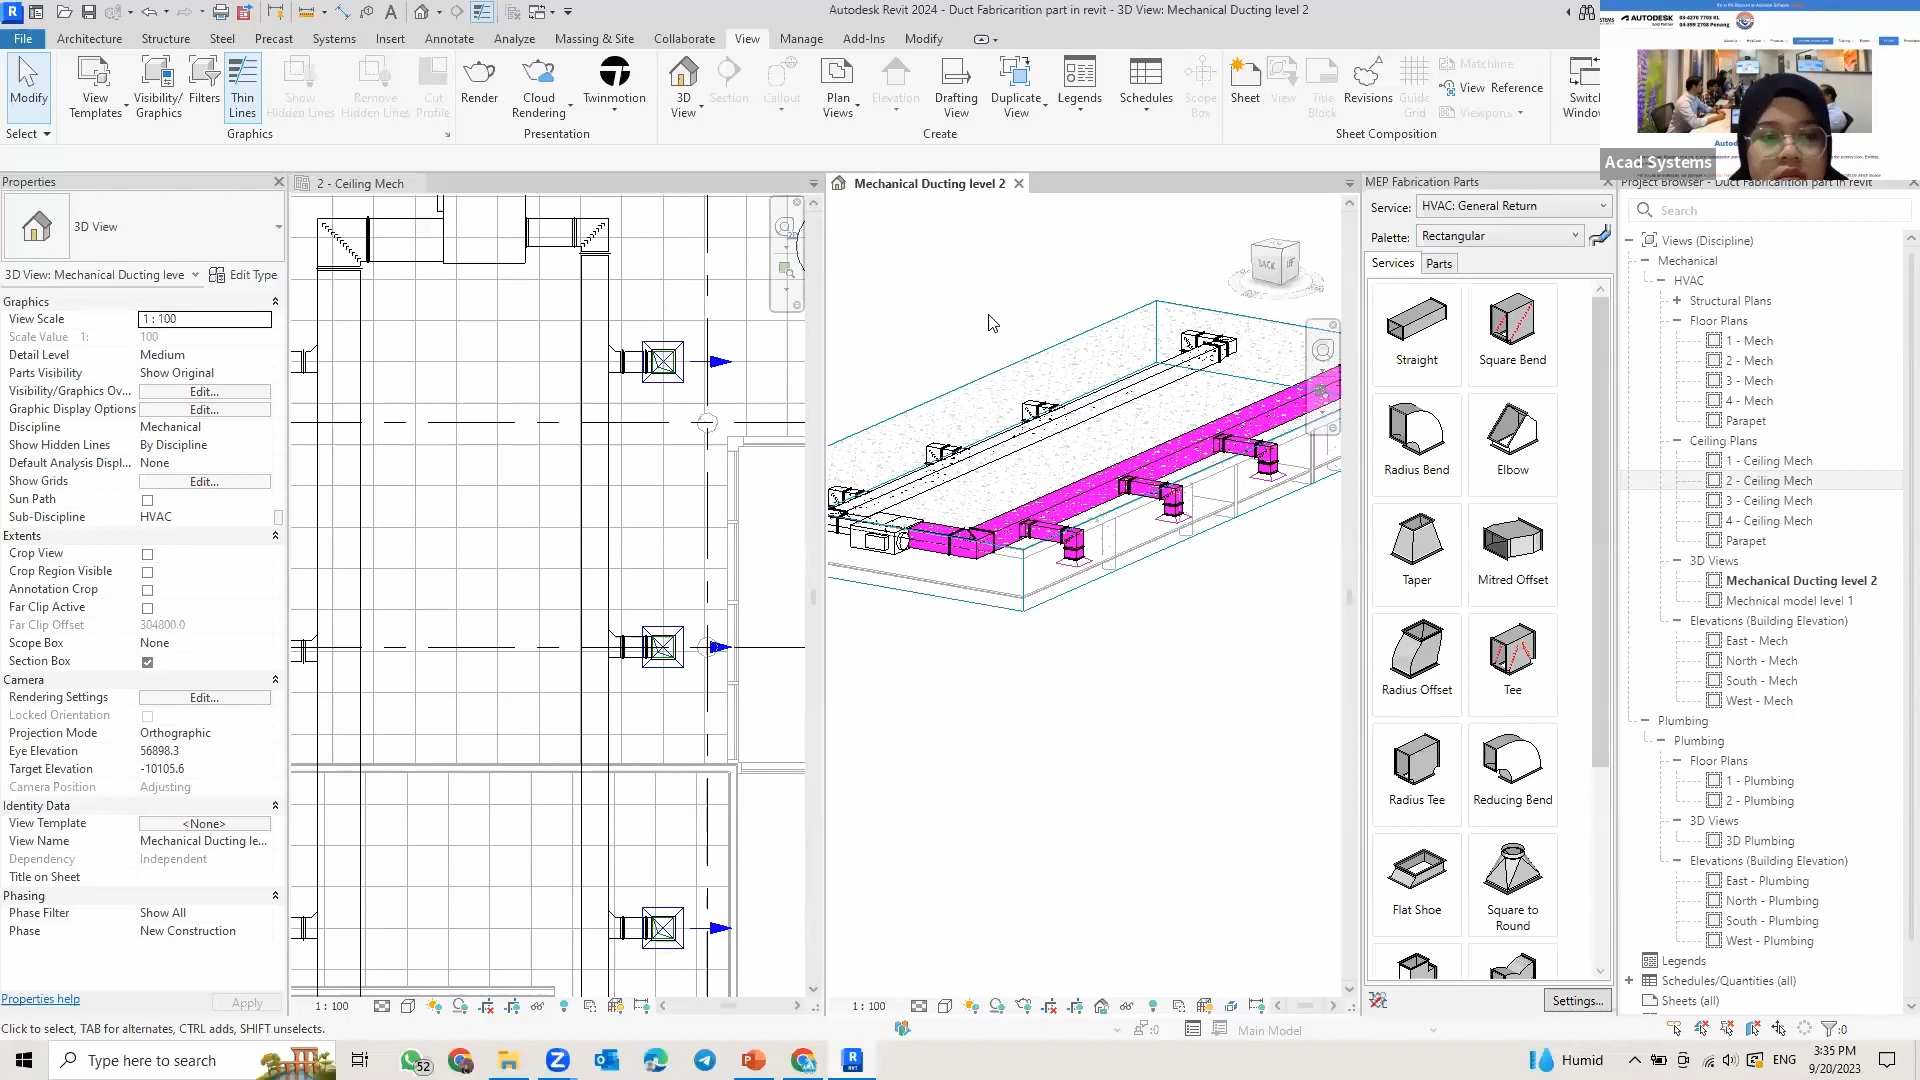 Autodesk Revit 2024 - Duct Fabricarition part in revit - 3D View: Mechanical Ducting level 2
File
Architecture
Structure
Steel
Precast
Systems
Insert
Annotate
Analyze
Massing & Site
Collaborate
View
Manage
Add-Ins
Modify
Modify
View
Templates
Visibility/
Graphics
Filters
Thin
Lines
Show
Hidden Lines
Remove
Hidden Lines
Cut
Profile
Render
Cloud
Rendering
Twinmotion
3D
View
Section
Callout
Plan
Views
Elevation
Drafting
View
Duplicate
View
Legends
Schedules
Scope
Box
Sheet
View
Title
Block
Revisions
Guide
Grid
Matchline
View Reference
Viewports
Switch
Window
Select
Graphics
Presentation
Create
Sheet Composition
AUTODESK
03-4270 7703 KL
04-399 2709 Penang
Acad Systems
Properties
3D View
3D View: Mechanical Ducting leve
Edit Type
Graphics
View Scale
1 : 100
Scale Value 1:
100
Detail Level
Medium
Parts Visibility
Show Original
Visibility/Graphics Ov...
Edit...
Graphic Display Options
Edit...
Discipline
Mechanical
Show Hidden Lines
By Discipline
Default Analysis Displ...
None
Show Grids
Edit...
Sun Path
Sub-Discipline
HVAC
Extents
Crop View
Crop Region Visible
Annotation Crop
Far Clip Active
Far Clip Offset
304800.0
Scope Box
None
Section Box
Camera
Rendering Settings
Edit...
Locked Orientation
Projection Mode
Orthographic
Eye Elevation
56898.3
Target Elevation
-10105.6
Camera Position
Adjusting
Identity Data
View Template
<None>
View Name
Mechanical Ducting le...
Dependency
Independent
Title on Sheet
Phasing
Phase Filter
Show All
Phase
New Construction
Properties help
Apply
2 - Ceiling Mech
1 : 100
Mechanical Ducting level 2
BACK
1 : 100
MEP Fabrication Parts
Service:
HVAC: General Return
Palette:
Rectangular
Services
Parts
Straight
Square Bend
Radius Bend
Elbow
Taper
Mitred Offset
Radius Offset
Tee
Radius Tee
Reducing Bend
Flat Shoe
Square to
Round
Settings...
Project Browser - Duct Fabricarition part in revit
Search
Views (Discipline)
Mechanical
HVAC
Structural Plans
Floor Plans
1 - Mech
2 - Mech
3 - Mech
4 - Mech
Parapet
Ceiling Plans
1 - Ceiling Mech
2 - Ceiling Mech
3 - Ceiling Mech
4 - Ceiling Mech
Parapet
3D Views
Mechanical Ducting level 2
Mechnical model level 1
Elevations (Building Elevation)
East - Mech
North - Mech
South - Mech
West - Mech
Plumbing
Plumbing
Floor Plans
1 - Plumbing
2 - Plumbing
3D Views
3D Plumbing
Elevations (Building Elevation)
East - Plumbing
North - Plumbing
South - Plumbing
West - Plumbing
Legends
Schedules/Quantities (all)
Sheets (all)
Click to select, TAB for alternates, CTRL adds, SHIFT unselects.
:0
Main Model
:0
Type here to search
52
Humid
ENG
3:35 PM
9/20/2023